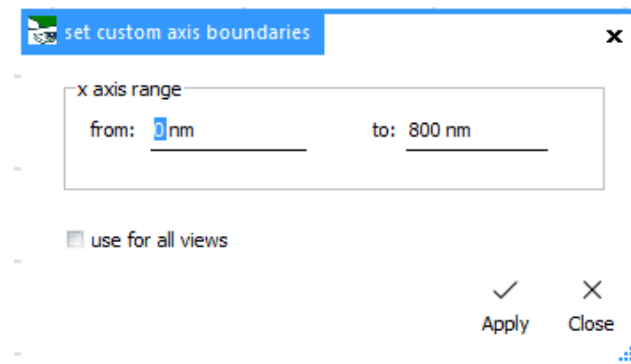 set custom axis boundaries
x axis range
from: 0 nm to: 800 nm
use for all views
Apply Close